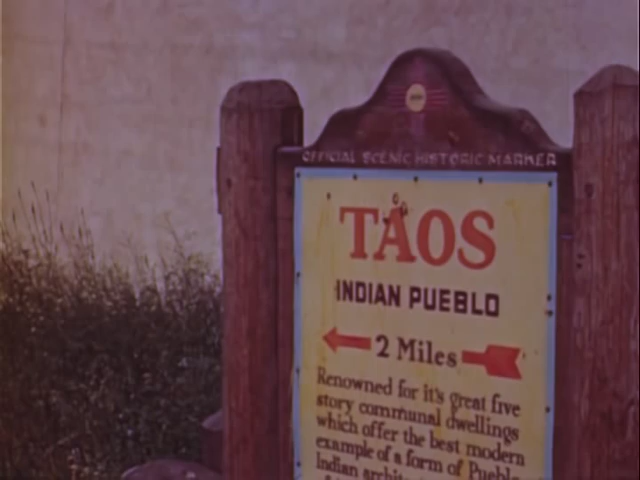 OFFICIAL SCENIC HISTORIC MARKER
TAOS
INDIAN PUEBLO
2 Miles
Renowned for it's great five
story communal dwellings
which offer the best modern
example of a form of Pueblo
Indian